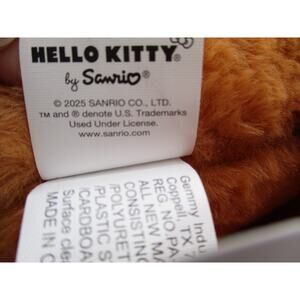 HELLO KITTY®
by Sanrio®
© 2025 SANRIO CO., LTD.
TM and ® denote U.S. Trademarks
Used Under License.
www.sanrio.com
Gemmy Indu
Coppell, TX 7
REG. NO.PA
ALL NEW MA
CONSISTING
POLYURET
PLASTIC S
CARDBOA
Surface cle
MADE IN C